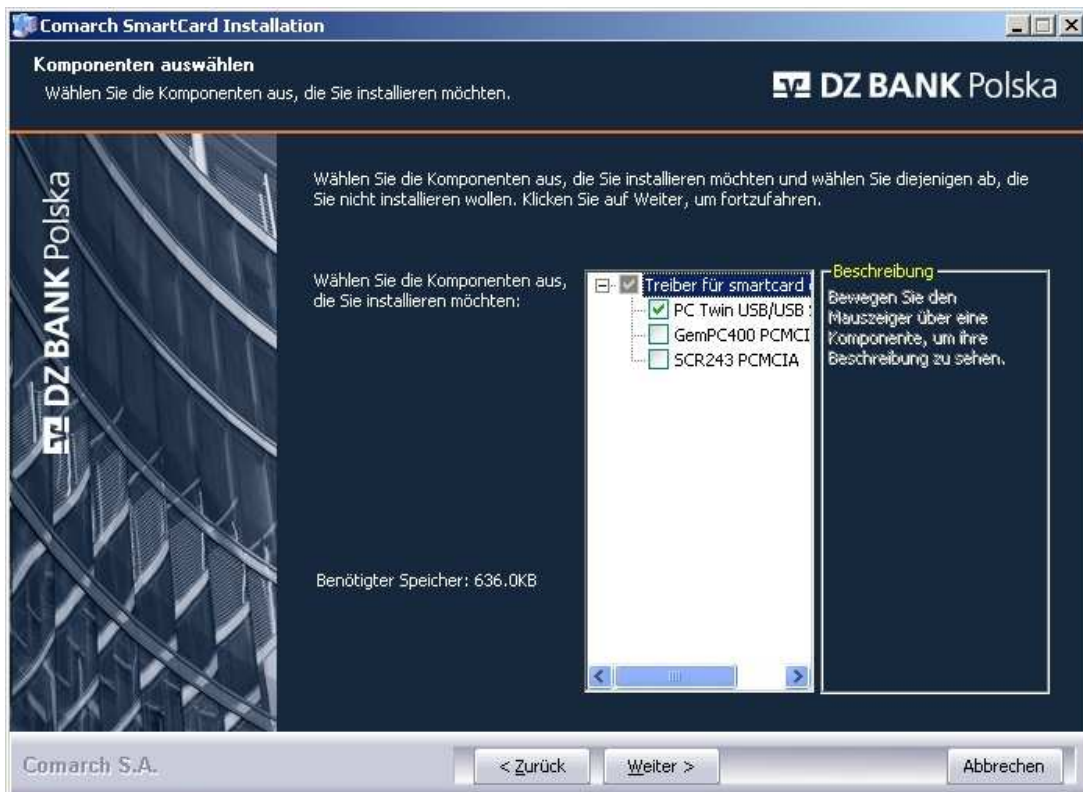 Comarch SmartCard Installation
Komponenten auswählen
Wählen Sie die Komponenten aus, die Sie installieren möchten.
DZ BANK Polska
DZ BANK Polska
Wählen Sie die Komponenten aus, die Sie installieren möchten und wählen Sie diejenigen ab, die
Sie nicht installieren wollen. Klicken Sie auf Weiter, um fortzufahren.
Wählen Sie die Komponenten aus,
die Sie installieren möchten:
Treiber für smartcard
PC Twin USB/USB
GemPC400 PCMCI
SCR243 PCMCIA
Beschreibung
Bewegen Sie den
Mauszeiger über eine
Komponente, um ihre
Beschreibung zu sehen.
Benötigter Speicher: 636.0KB
Comarch S.A.
< Zurück
Weiter >
Abbrechen